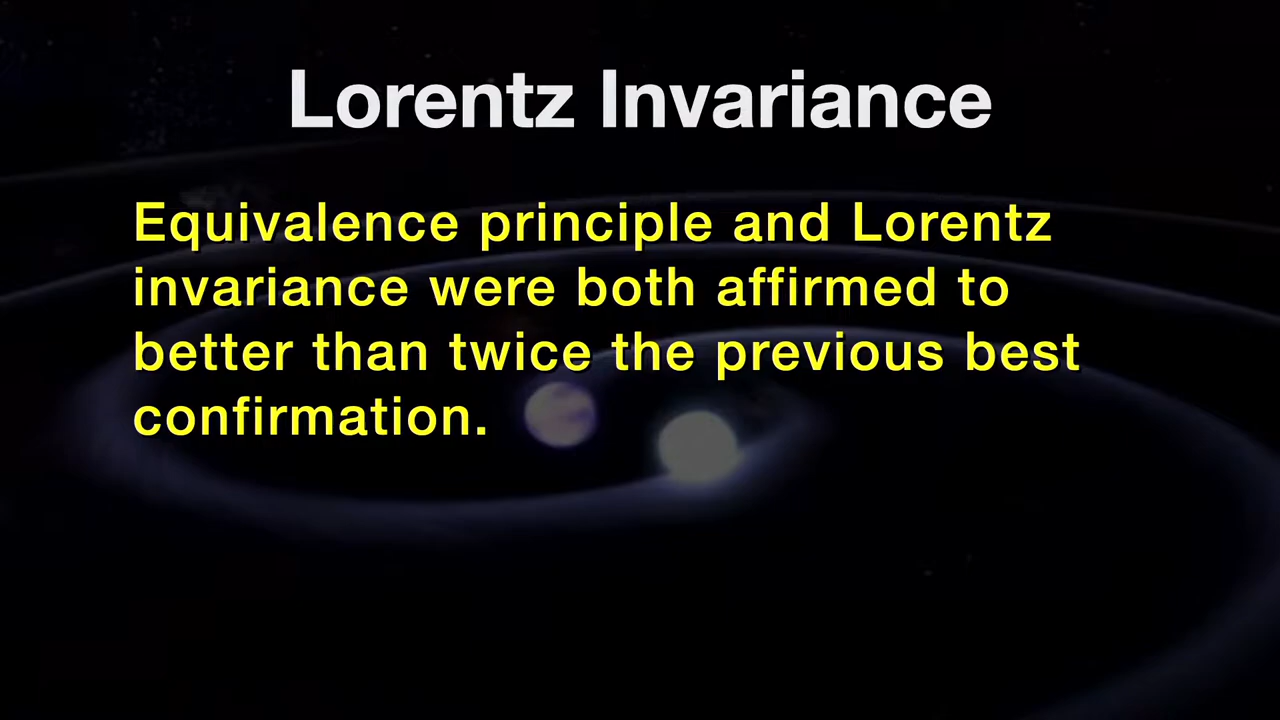 Lorentz Invariance
Equivalence principle and Lorentz
invariance were both affirmed to
better than twice the previous best
confirmation.